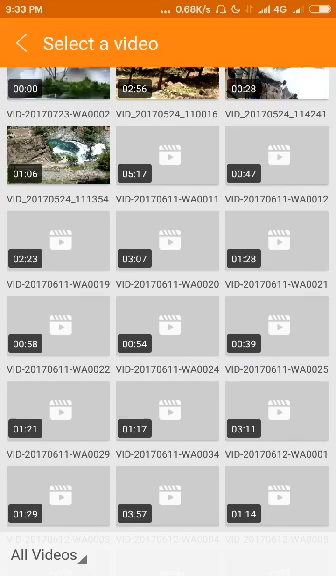 9:33 PM ... 0.68K/s 4G
Select a video
00:00 02:56 00:28
VID-20170723-WA0002 VID_20170524_110016 VID_20170524_114241
01:06 05:17 00:47
VID_20170524_111354 VID-20170611-WA0011 VID-20170611-WA0012
02:23 03:07 01:28
VID-20170611-WA0019 VID-20170611-WA0020 VID-20170611-WA0021
00:58 00:54 00:39
VID-20170611-WA0022 VID-20170611-WA0024 VID-20170611-WA0025
01:21 01:17 03:11
VID-20170611-WA0029 VID-20170611-WA0034 VID-20170612-WA0001
01:29 03:57 01:14
All Videos